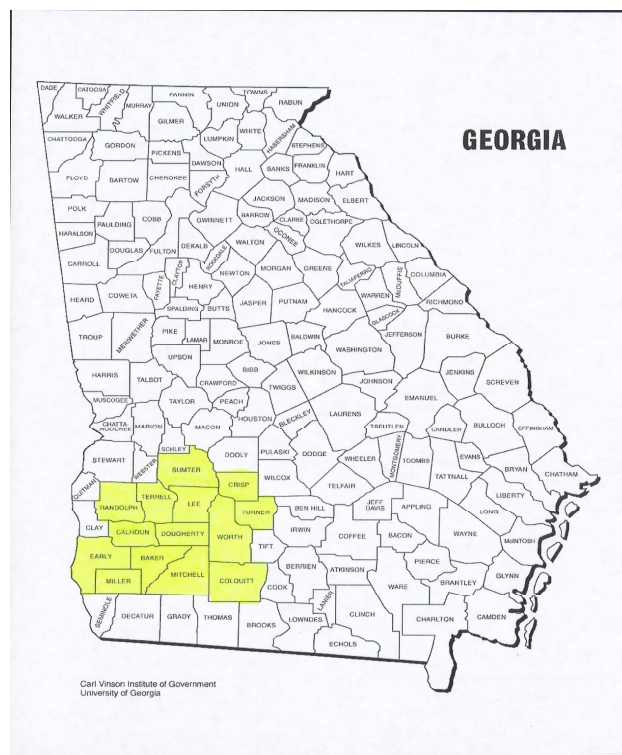 DADE
CATOOSA
WHITFIELD
MURRAY
FANNIN
TOWNS
UNION
RABUN
WALKER
GILMER
WHITE
HABERSHAM
LUMPKIN
STEPHENS
GEORGIA
CHATTOOGA
GORDON
PICKENS
DAWSON
HALL
BANKS
FRANKLIN
HART
FLOYD
BARTOW
CHEROKEE
FORSYTH
JACKSON
MADISON
ELBERT
POLK
PAULDING
COBB
GWINNETT
BARROW
CLARKE
OGLETHORPE
HARALSON
DOUGLAS
FULTON
DEKALB
ROCKDALE
WALTON
OCONEE
WILKES
LINCOLN
CARROLL
CLAYTON
NEWTON
MORGAN
GREENE
TALIAFERRO
McDUFFIE
COLUMBIA
HEARD
COWETA
FAYETTE
HENRY
JASPER
PUTNAM
HANCOCK
WARREN
RICHMOND
SPALDING
BUTTS
GLASCOCK
TROUP
MERIWETHER
PIKE
LAMAR
MONROE
JONES
BALDWIN
WASHINGTON
JEFFERSON
BURKE
UPSON
BIBB
WILKINSON
JENKINS
SCREVEN
HARRIS
TALBOT
CRAWFORD
TWIGGS
JOHNSON
EMANUEL
MUSCOGEE
TAYLOR
PEACH
HOUSTON
BLECKLEY
LAURENS
TREUTLEN
CANDLER
BULLOCH
EFFINGHAM
CHATTA
HOOCHEE
MARION
MACON
SCHLEY
DOOLY
PULASKI
DODGE
WHEELER
MONTGOMERY
TOOMBS
EVANS
BRYAN
CHATHAM
STEWART
WEBSTER
SUMTER
CRISP
WILCOX
TELFAIR
TATTNALL
LIBERTY
QUITMAN
RANDOLPH
TERRELL
LEE
TURNER
BEN HILL
JEFF
DAVIS
APPLING
LONG
CLAY
CALHOUN
DOUGHERTY
WORTH
TIFT
IRWIN
COFFEE
BACON
WAYNE
McINTOSH
EARLY
BAKER
MITCHELL
COLQUITT
BERRIEN
ATKINSON
PIERCE
GLYNN
MILLER
COOK
LANIER
WARE
BRANTLEY
SEMINOLE
DECATUR
GRADY
THOMAS
BROOKS
LOWNDES
CLINCH
CHARLTON
CAMDEN
ECHOLS
Carl Vinson Institute of Government
University of Georgia